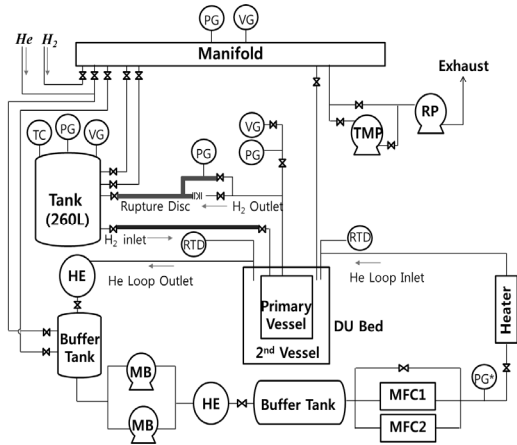 PG
VG
He
H2
Manifold
Exhaust
RP
TMP
TC
PG
VG
VG
PG
PG
Tank
(260L)
Rupture Disc
H2 Outlet
H2 inlet
RTD
RTD
HE
He Loop Outlet
He Loop Inlet
Primary
Vessel
2nd Vessel
DU Bed
Heater
Buffer
Tank
MB
MB
HE
Buffer Tank
MFC1
MFC2
PG*